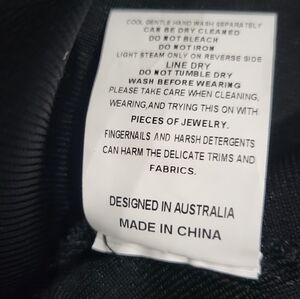 COOL GENTLE HAND WASH SEPARATELY
CAN BE DRY CLEANED
DO NOT BLEACH
DO NOT IRON
LIGHT STEAM ONLY ON REVERSE SIDE
LINE DRY
DO NOT TUMBLE DRY
WASH BEFORE WEARING
PLEASE TAKE CARE WHEN CLEANING,
WEARING,AND TRYING THIS ON WITH
PIECES OF JEWELRY.
FINGERNAILS AND HARSH DETERGENTS
CAN HARM THE DELICATE TRIMS AND
FABRICS.
DESIGNED IN AUSTRALIA
MADE IN CHINA